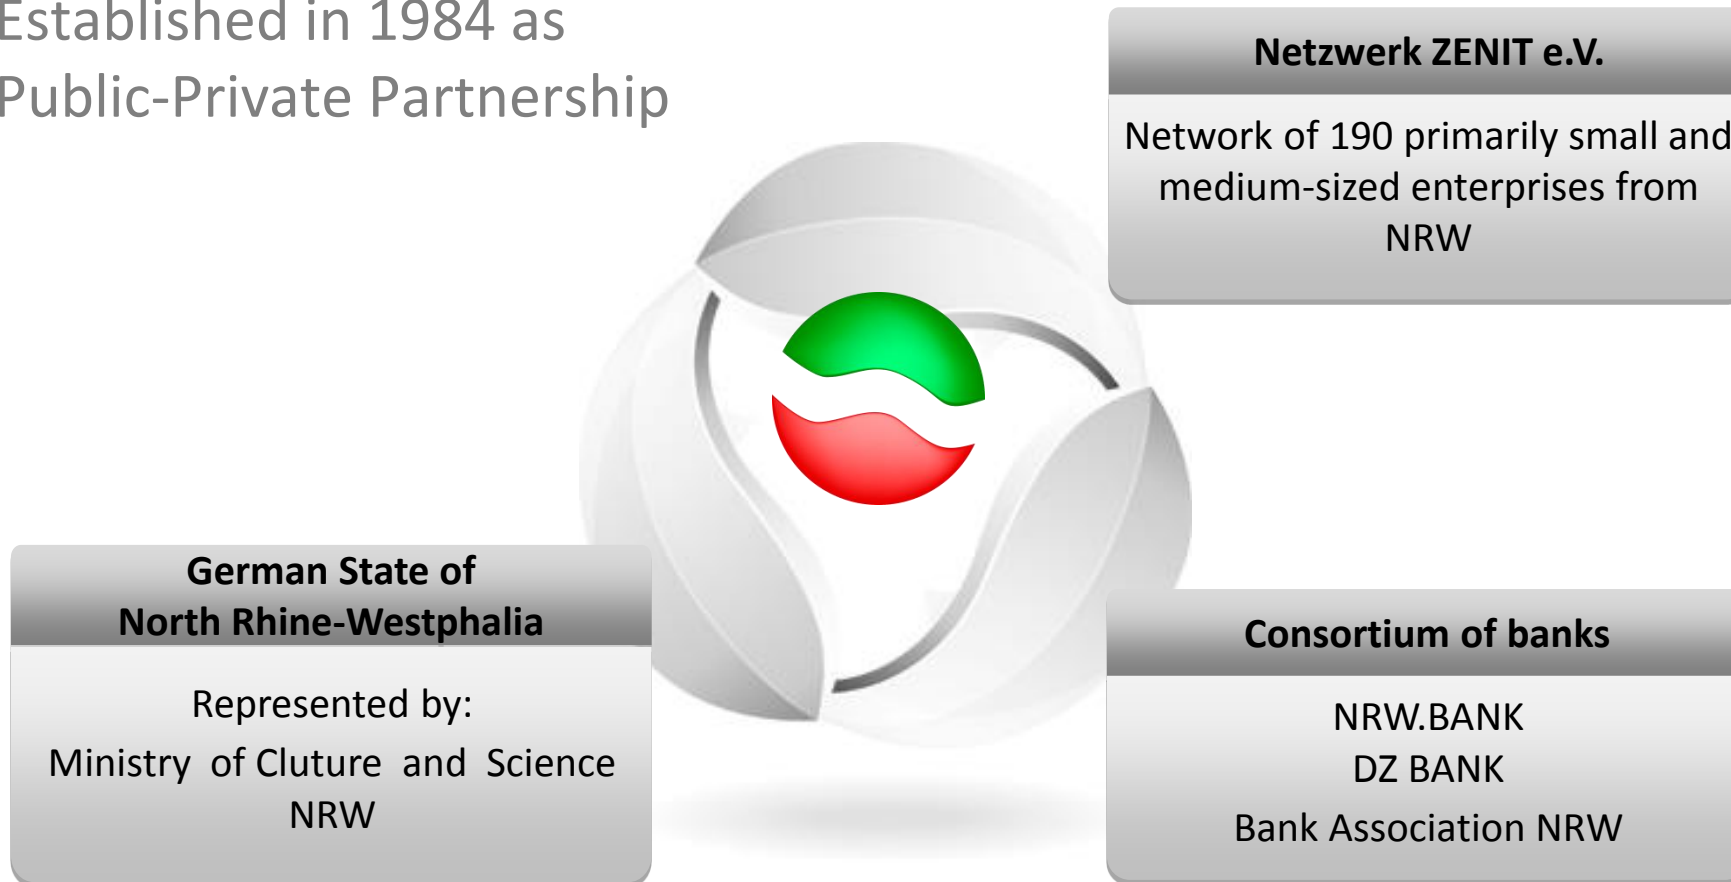 Established in 1984 as
Public-Private Partnership
Netzwerk ZENIT e.V.
Network of 190 primarily small and
medium-sized enterprises from
NRW
German State of
North Rhine-Westphalia
Represented by:
Ministry of Cluture and Science
NRW
Consortium of banks
NRW.BANK
DZ BANK
Bank Association NRW